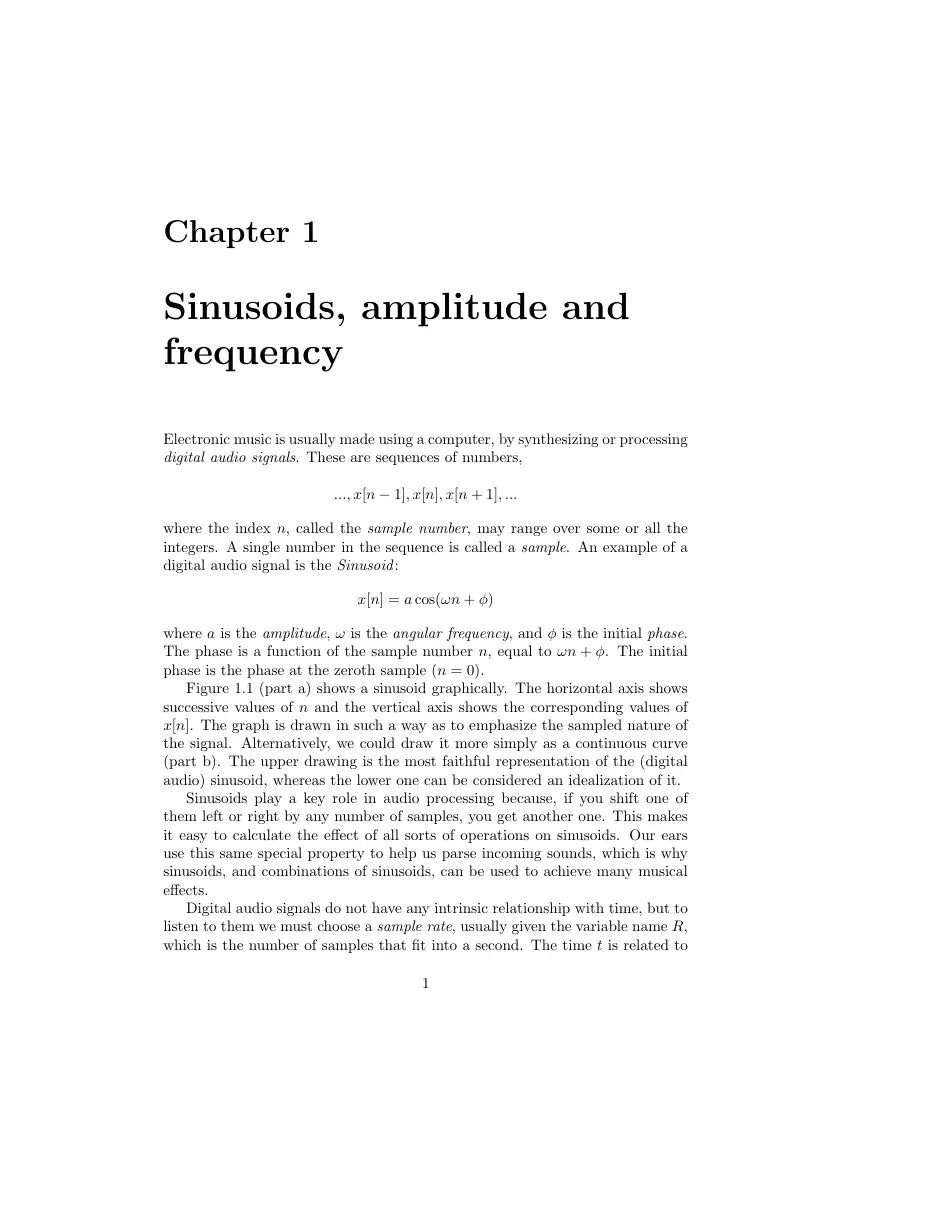 Chapter 1
Sinusoids, amplitude and
frequency
Electronic music is usually made using a computer, by synthesizing or processing
digital audio signals. These are sequences of numbers,
..., x[n − 1], x[n], x[n + 1], ...
where the index n, called the sample number, may range over some or all the
integers. A single number in the sequence is called a sample. An example of a
digital audio signal is the Sinusoid:
x[n] = a cos(ωn + ϕ)
where a is the amplitude, ω is the angular frequency, and ϕ is the initial phase.
The phase is a function of the sample number n, equal to ωn + ϕ. The initial
phase is the phase at the zeroth sample (n = 0).
Figure 1.1 (part a) shows a sinusoid graphically. The horizontal axis shows
successive values of n and the vertical axis shows the corresponding values of
x[n]. The graph is drawn in such a way as to emphasize the sampled nature of
the signal. Alternatively, we could draw it more simply as a continuous curve
(part b). The upper drawing is the most faithful representation of the (digital
audio) sinusoid, whereas the lower one can be considered an idealization of it.
Sinusoids play a key role in audio processing because, if you shift one of
them left or right by any number of samples, you get another one. This makes
it easy to calculate the effect of all sorts of operations on sinusoids. Our ears
use this same special property to help us parse incoming sounds, which is why
sinusoids, and combinations of sinusoids, can be used to achieve many musical
effects.
Digital audio signals do not have any intrinsic relationship with time, but to
listen to them we must choose a sample rate, usually given the variable name R,
which is the number of samples that fit into a second. The time t is related to
1